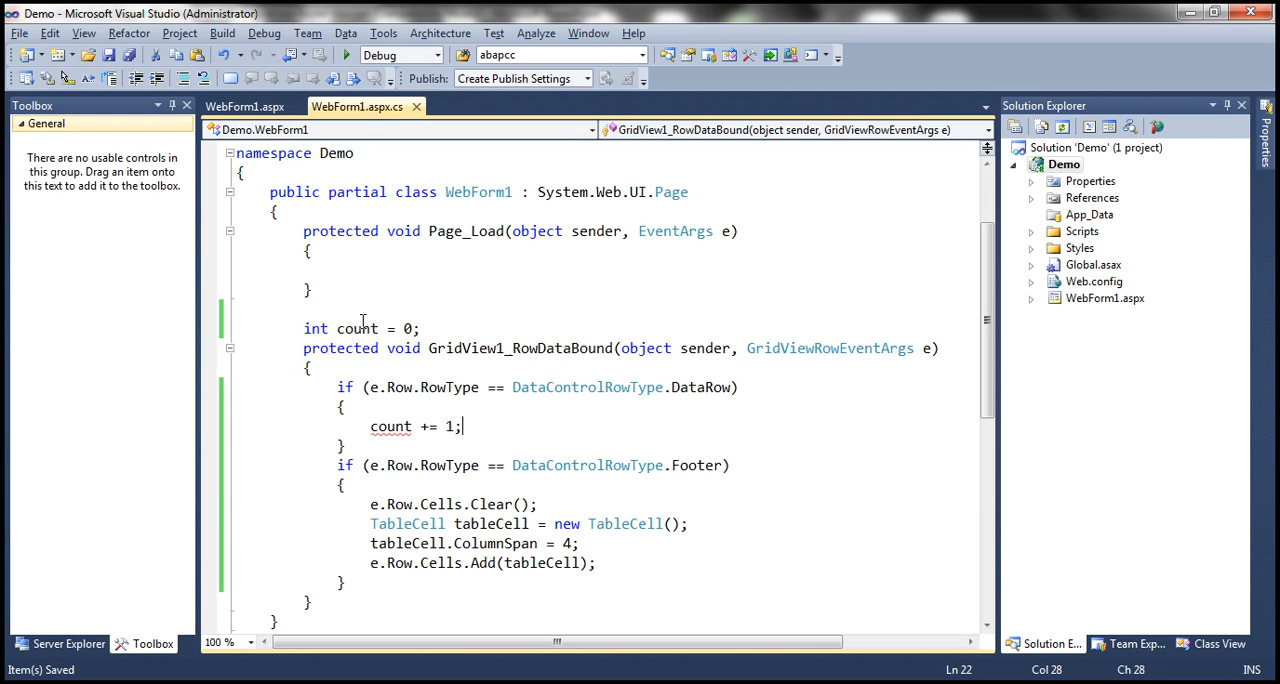 Demo - Microsoft Visual Studio (Administrator)
File Edit View Refactor Project Build Debug Team Data Tools Architecture Test Analyze Window Help
Debug abapcc
Publish: Create Publish Settings
Toolbox
General
There are no usable controls in
this group. Drag an item onto
this text to add it to the toolbox.
WebForm1.aspx WebForm1.aspx.cs
Demo.WebForm1 GridView1_RowDataBound(object sender, GridViewRowEventArgs e)
namespace Demo
{
public partial class WebForm1 : System.Web.UI.Page
{
protected void Page_Load(object sender, EventArgs e)
{
}
int count = 0;
protected void GridView1_RowDataBound(object sender, GridViewRowEventArgs e)
{
if (e.Row.RowType == DataControlRowType.DataRow)
{
count += 1;
}
if (e.Row.RowType == DataControlRowType.Footer)
{
e.Row.Cells.Clear();
TableCell tableCell = new TableCell();
tableCell.ColumnSpan = 4;
e.Row.Cells.Add(tableCell);
}
}
}
100 %
Solution Explorer
Solution 'Demo' (1 project)
Demo
Properties
References
App_Data
Scripts
Styles
Global.asax
Web.config
WebForm1.aspx
Properties
Server Explorer Toolbox
Solution E... Team Exp... Class View
Item(s) Saved Ln 22 Col 28 Ch 28 INS